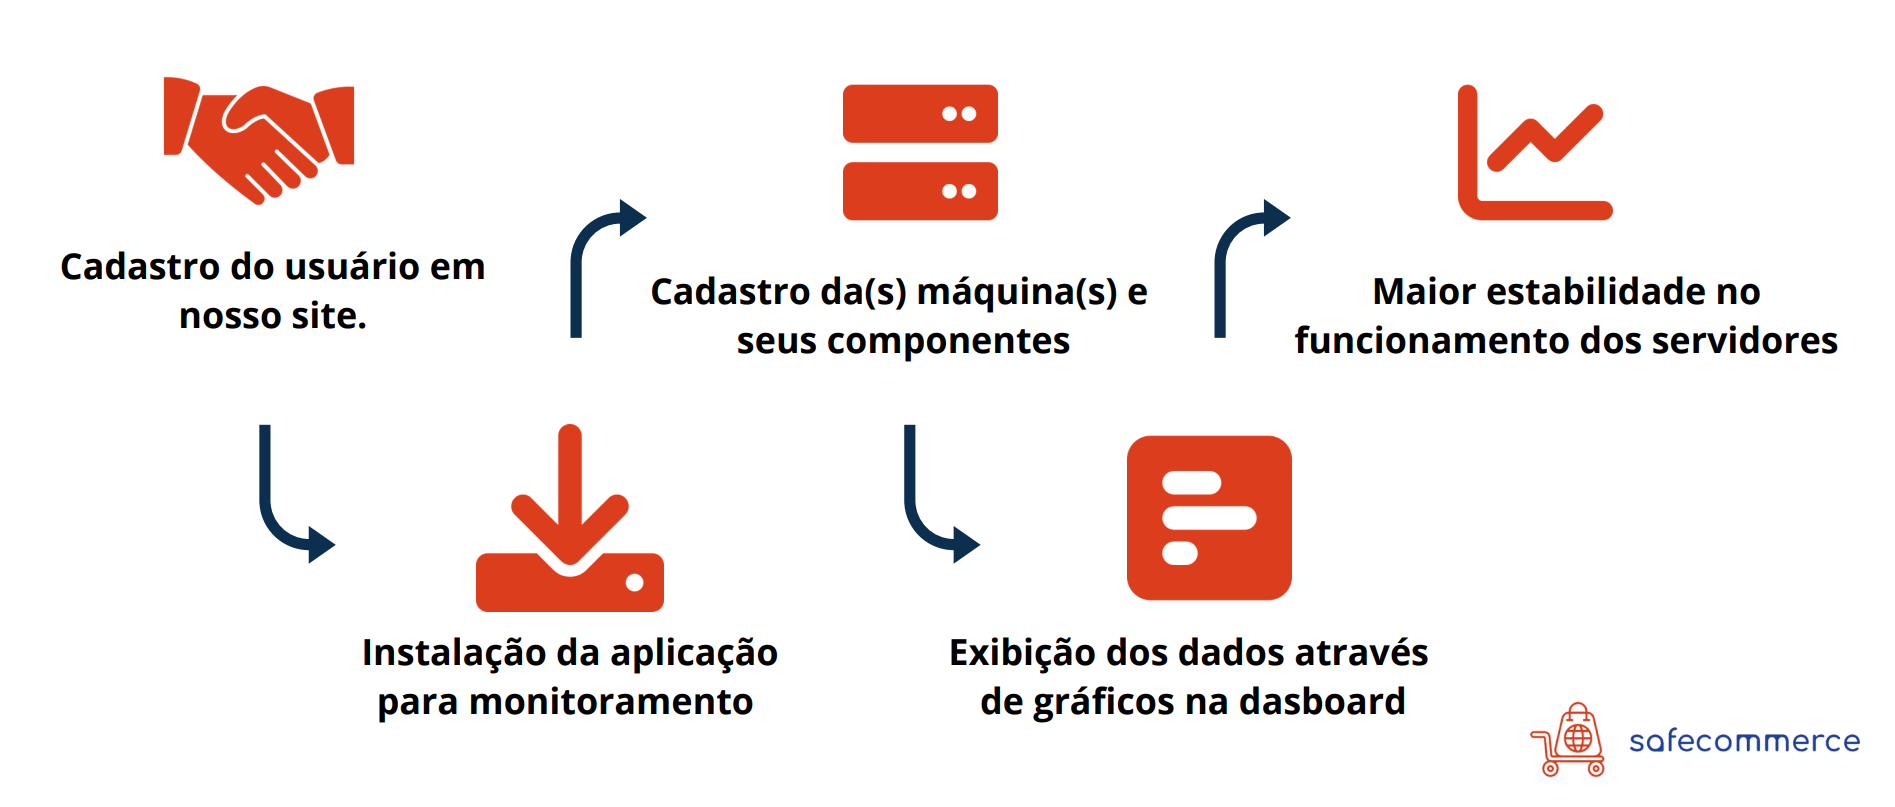 Cadastro do usuário em
nosso site.
Instalação da aplicação
para monitoramento
Cadastro da(s) máquina(s) e
seus componentes
Exibição dos dados através
de gráficos na dasboard
Maior estabilidade no
funcionamento dos servidores
safecommerce